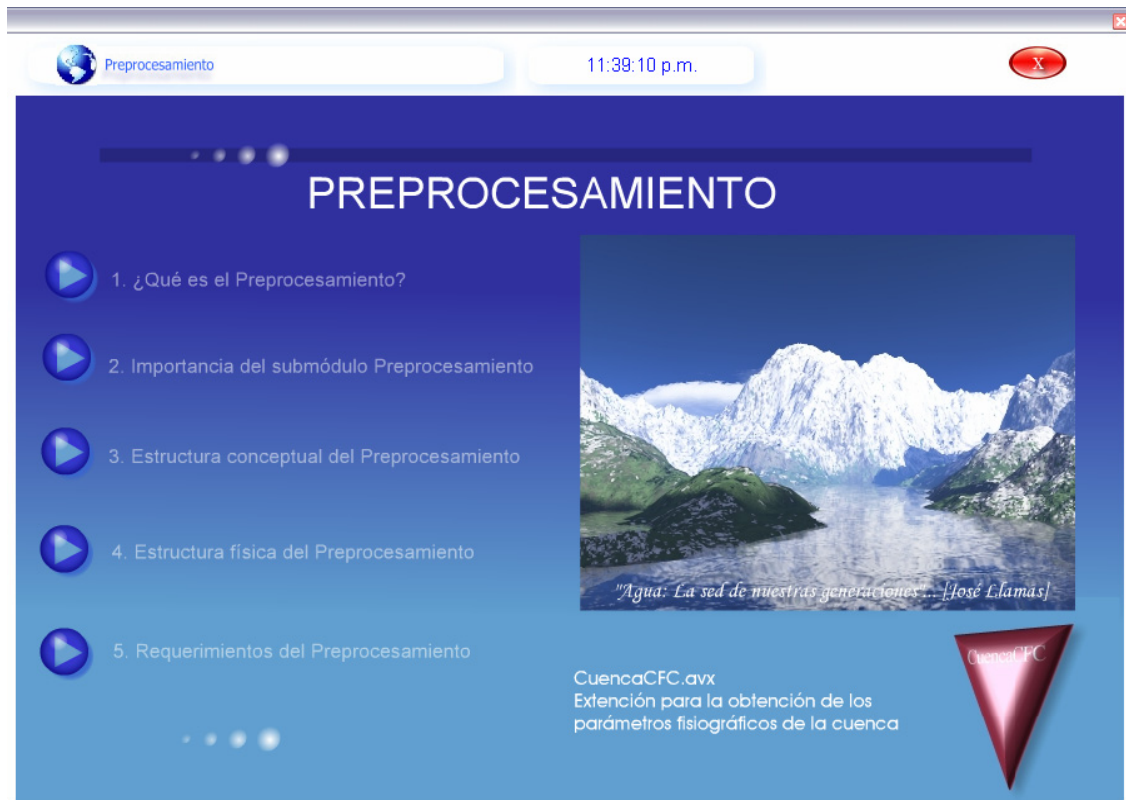 Preprocesamiento
11:39:10 p.m.
X
PREPROCESAMIENTO
1. ¿Qué es el Preprocesamiento?
2. Importancia del submódulo Preprocesamiento
3. Estructura conceptual del Preprocesamiento
4. Estructura física del Preprocesamiento
5. Requerimientos del Preprocesamiento
"Agua: La sed de nuestras generaciones"... [José Llamas]
CuencaCFC.avx
Extención para la obtención de los
parámetros fisiográficos de la cuenca
CuencaCFC